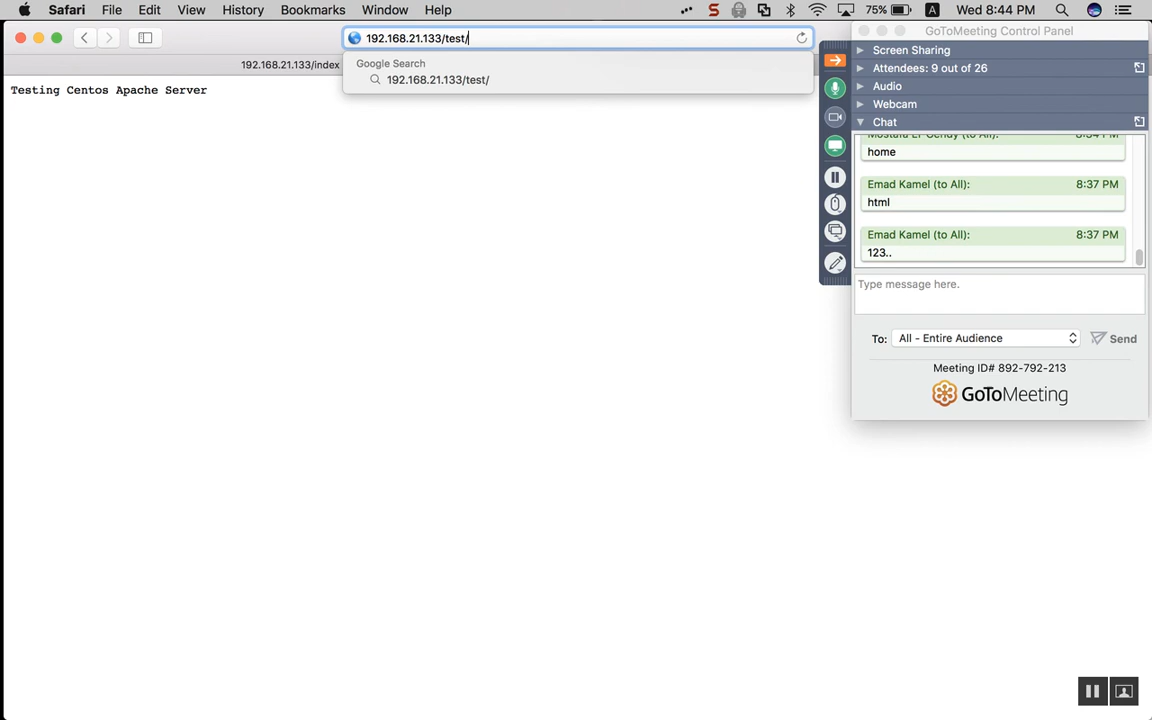 Safari File Edit View History Bookmarks Window Help
75% A Wed 8:44 PM
192.168.21.133/test/
192.168.21.133/index
Google Search
192.168.21.133/test/
Testing Centos Apache Server
GoToMeeting Control Panel
Screen Sharing
Attendees: 9 out of 26
Audio
Webcam
Chat
home
Emad Kamel (to All): 8:37 PM
html
Emad Kamel (to All): 8:37 PM
123..
Type message here.
To: All - Entire Audience Send
Meeting ID# 892-792-213
GoToMeeting